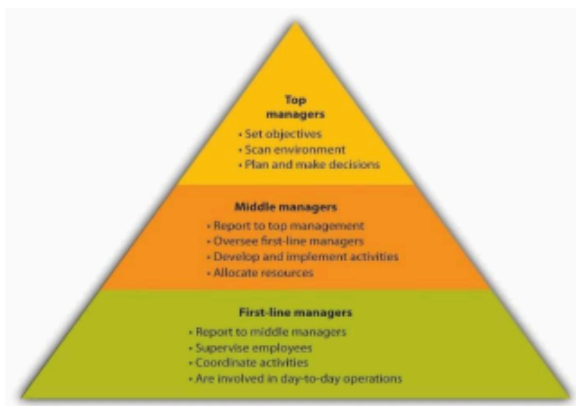 Top
managers
• Set objectives
• Scan environment
• Plan and make decisions
Middle managers
• Report to top management
• Oversee first-line managers
• Develop and implement activities
• Allocate resources
First-line managers
• Report to middle managers
• Supervise employees
• Coordinate activities
• Are involved in day-to-day operations